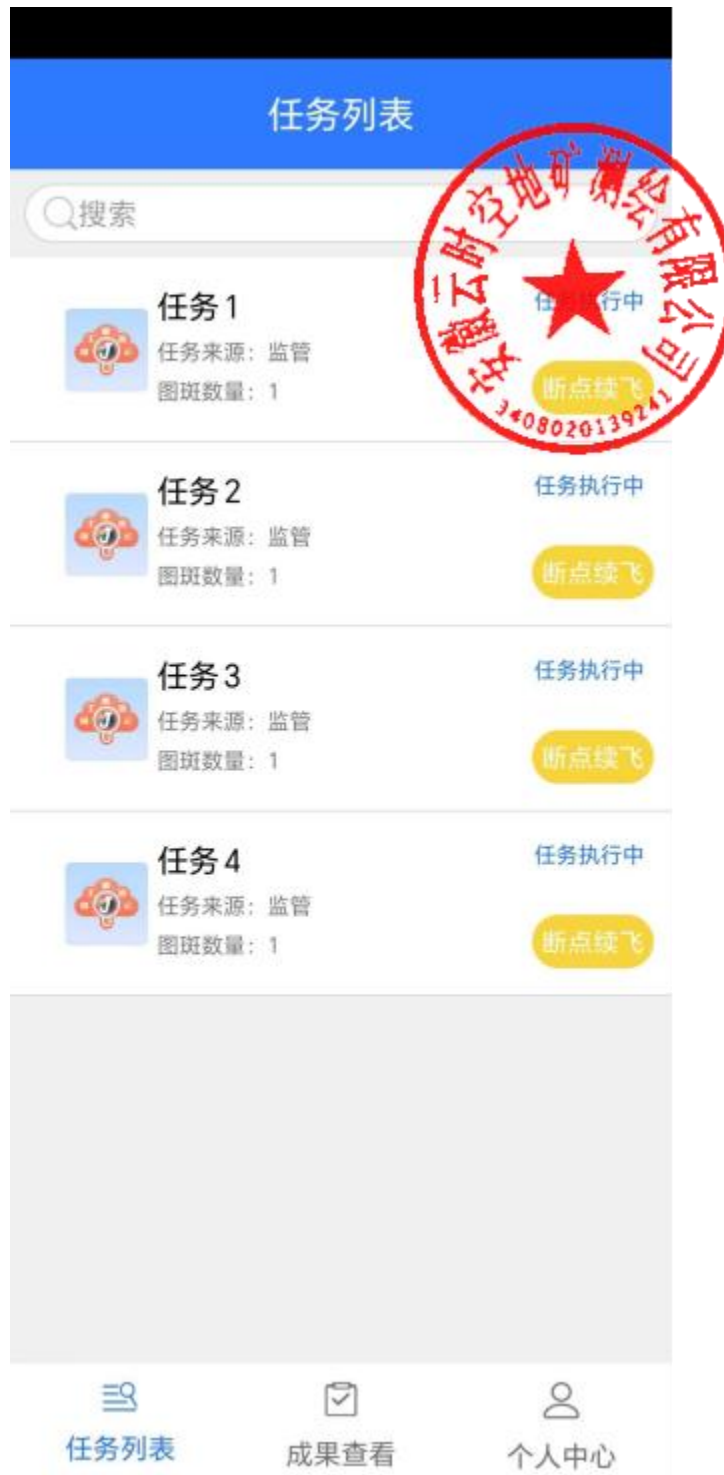 任务列表
搜索
安徽云时空地矿测绘有限公司
3408020139241
任务1
任务执行中
任务来源：监管
图斑数量：1
断点续飞
任务2
任务执行中
任务来源：监管
图斑数量：1
断点续飞
任务3
任务执行中
任务来源：监管
图斑数量：1
断点续飞
任务4
任务执行中
任务来源：监管
图斑数量：1
断点续飞
任务列表
成果查看
个人中心